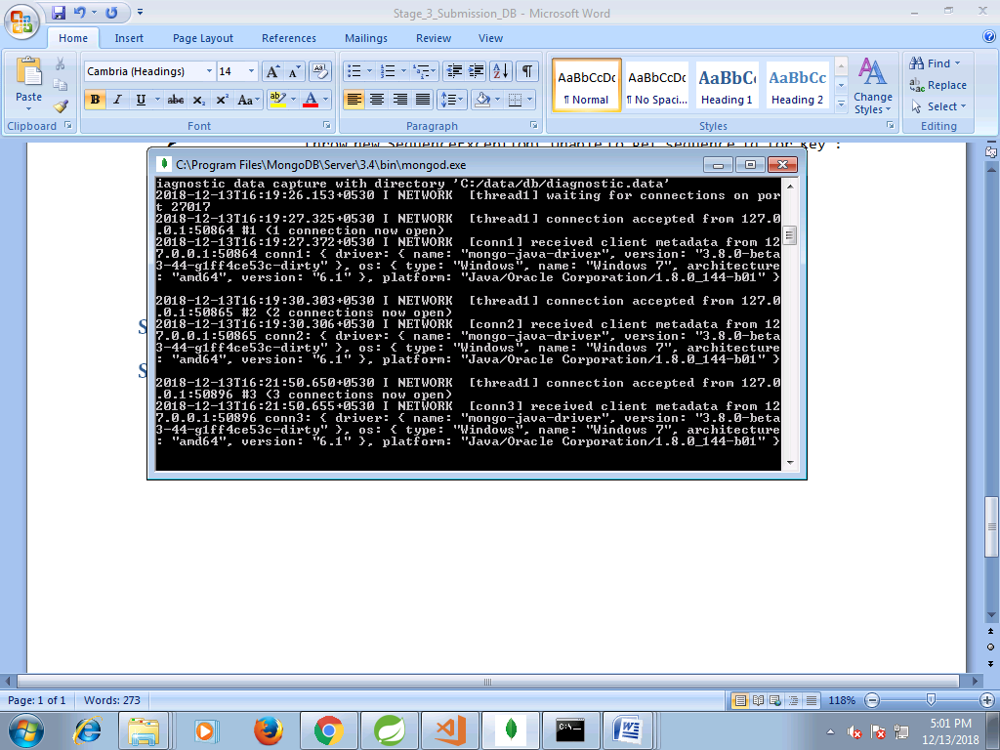 Stage_3_Submission_DB - Microsoft Word
Home Insert Page Layout References Mailings Review View
Cambria (Headings) 14
Paste
B I U abc x₂ x² Aa ab A
AaBbCcDc AaBbCcDc AaBbC AaBbCc
¶ Normal ¶ No Spaci... Heading 1 Heading 2
Change
Styles
Find
Replace
Select
Clipboard Font Paragraph Styles Editing
throw new SequenceException("Unable to get sequence id for key :
C:\Program Files\MongoDB\Server\3.4\bin\mongod.exe
iagnostic data capture with directory 'C:/data/db/diagnostic.data'
2018-12-13T16:19:26.153+0530 I NETWORK  [thread1] waiting for connections on por
t 27017
2018-12-13T16:19:27.325+0530 I NETWORK  [thread1] connection accepted from 127.0
.0.1:50864 #1 (1 connection now open)
2018-12-13T16:19:27.372+0530 I NETWORK  [conn1] received client metadata from 12
7.0.0.1:50864 conn1: { driver: { name: "mongo-java-driver", version: "3.8.0-beta
3-44-g1ff4ce53c-dirty" }, os: { type: "Windows", name: "Windows 7", architecture
: "amd64", version: "6.1" }, platform: "Java/Oracle Corporation/1.8.0_144-b01" }
2018-12-13T16:19:30.303+0530 I NETWORK  [thread1] connection accepted from 127.0
.0.1:50865 #2 (2 connections now open)
2018-12-13T16:19:30.306+0530 I NETWORK  [conn2] received client metadata from 12
7.0.0.1:50865 conn2: { driver: { name: "mongo-java-driver", version: "3.8.0-beta
3-44-g1ff4ce53c-dirty" }, os: { type: "Windows", name: "Windows 7", architecture
: "amd64", version: "6.1" }, platform: "Java/Oracle Corporation/1.8.0_144-b01" }
2018-12-13T16:21:50.650+0530 I NETWORK  [thread1] connection accepted from 127.0
.0.1:50896 #3 (3 connections now open)
2018-12-13T16:21:50.655+0530 I NETWORK  [conn3] received client metadata from 12
7.0.0.1:50896 conn3: { driver: { name: "mongo-java-driver", version: "3.8.0-beta
3-44-g1ff4ce53c-dirty" }, os: { type: "Windows", name: "Windows 7", architecture
: "amd64", version: "6.1" }, platform: "Java/Oracle Corporation/1.8.0_144-b01" }
S
S
Page: 1 of 1 Words: 273 118%
5:01 PM
12/13/2018